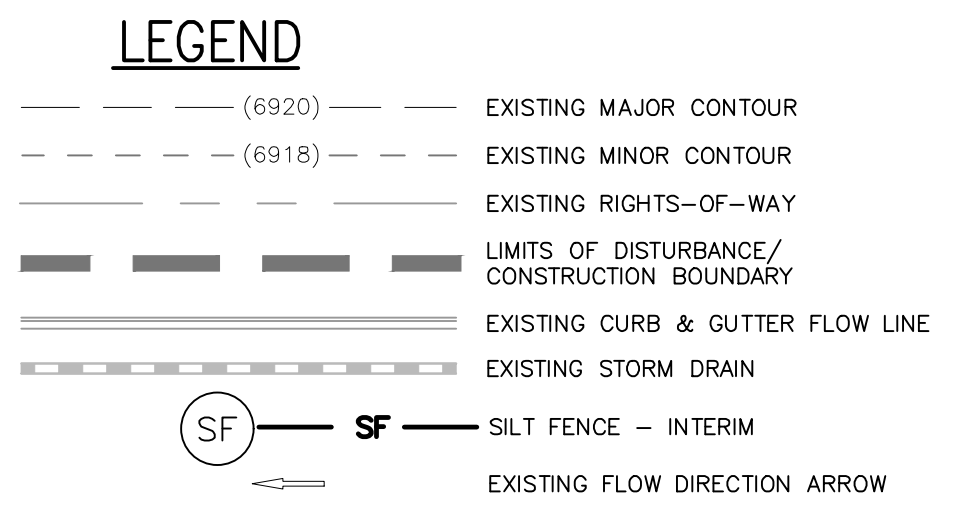 LEGEND
(6920) EXISTING MAJOR CONTOUR
(6918) EXISTING MINOR CONTOUR
EXISTING RIGHTS-OF-WAY
LIMITS OF DISTURBANCE/
CONSTRUCTION BOUNDARY
EXISTING CURB & GUTTER FLOW LINE
EXISTING STORM DRAIN
SF SF SILT FENCE - INTERIM
EXISTING FLOW DIRECTION ARROW